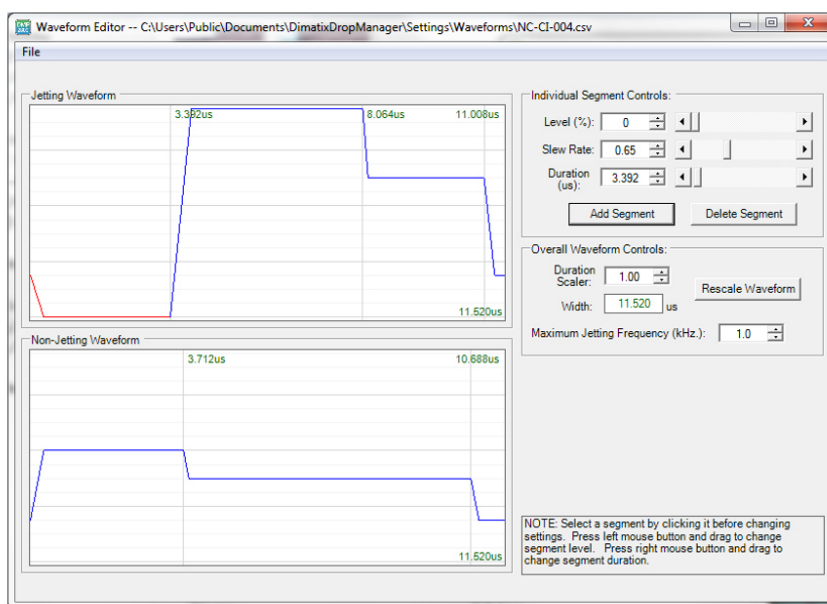 Waveform Editor -- C:\Users\Public\Documents\DimatixDropManager\Settings\Waveforms\NC-CI-004.csv
File
Jetting Waveform
3.392us 8.064us 11.008us
11.520us
Non-Jetting Waveform
3.712us 10.688us
11.520us
Individual Segment Controls:
Level (%): 0
Slew Rate: 0.65
Duration
(us): 3.392
Add Segment Delete Segment
Overall Waveform Controls:
Duration
Scaler: 1.00
Rescale Waveform
Width: 11.520 us
Maximum Jetting Frequency (kHz.): 1.0
NOTE: Select a segment by clicking it before changing
settings. Press left mouse button and drag to change
segment level. Press right mouse button and drag to
change segment duration.